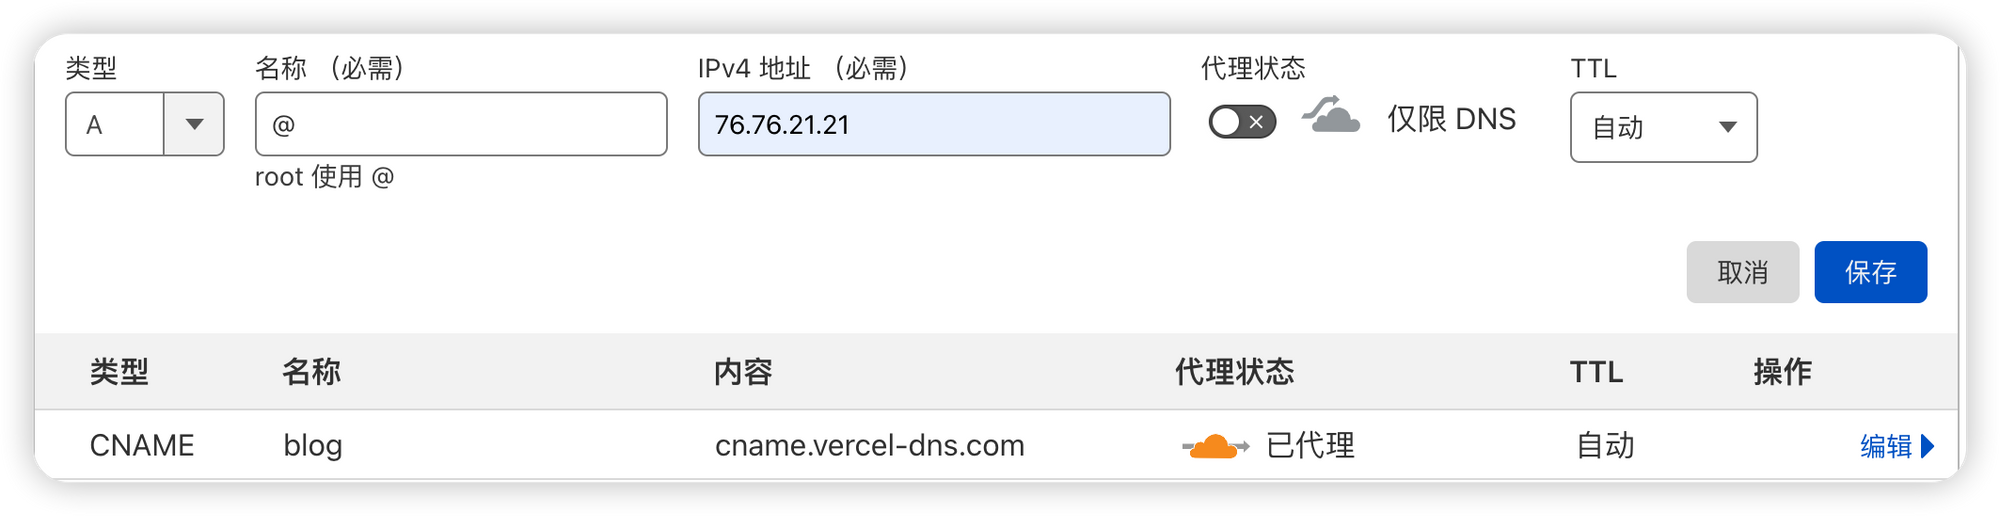 类型 名称 （必需） IPv4 地址 （必需） 代理状态 TTL
A @ 76.76.21.21 仅限 DNS 自动
root 使用 @
取消 保存
类型 名称 内容 代理状态 TTL 操作
CNAME blog cname.vercel-dns.com 已代理 自动 编辑